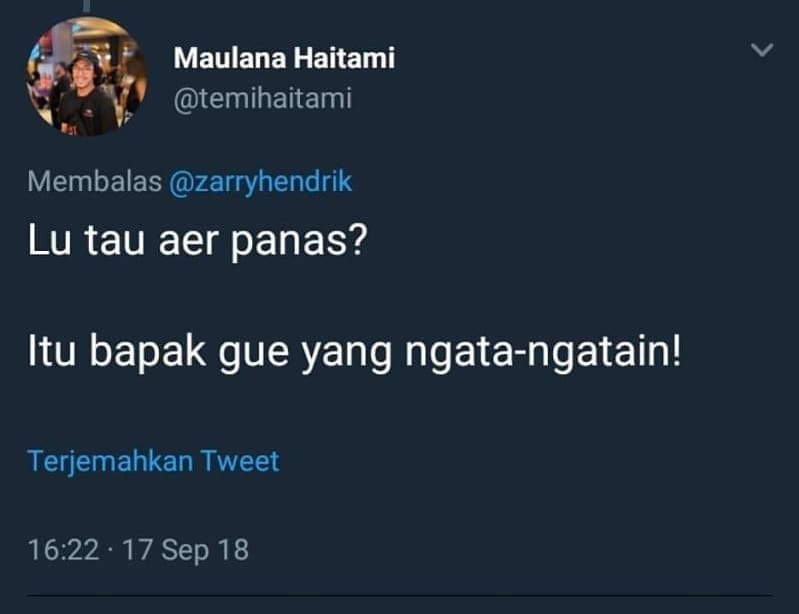 Maulana Haitami
@temihaitami
Membalas @zarryhendrik
Lu tau aer panas?
Itu bapak gue yang ngata-ngatain!
Terjemahkan Tweet
16:22 · 17 Sep 18